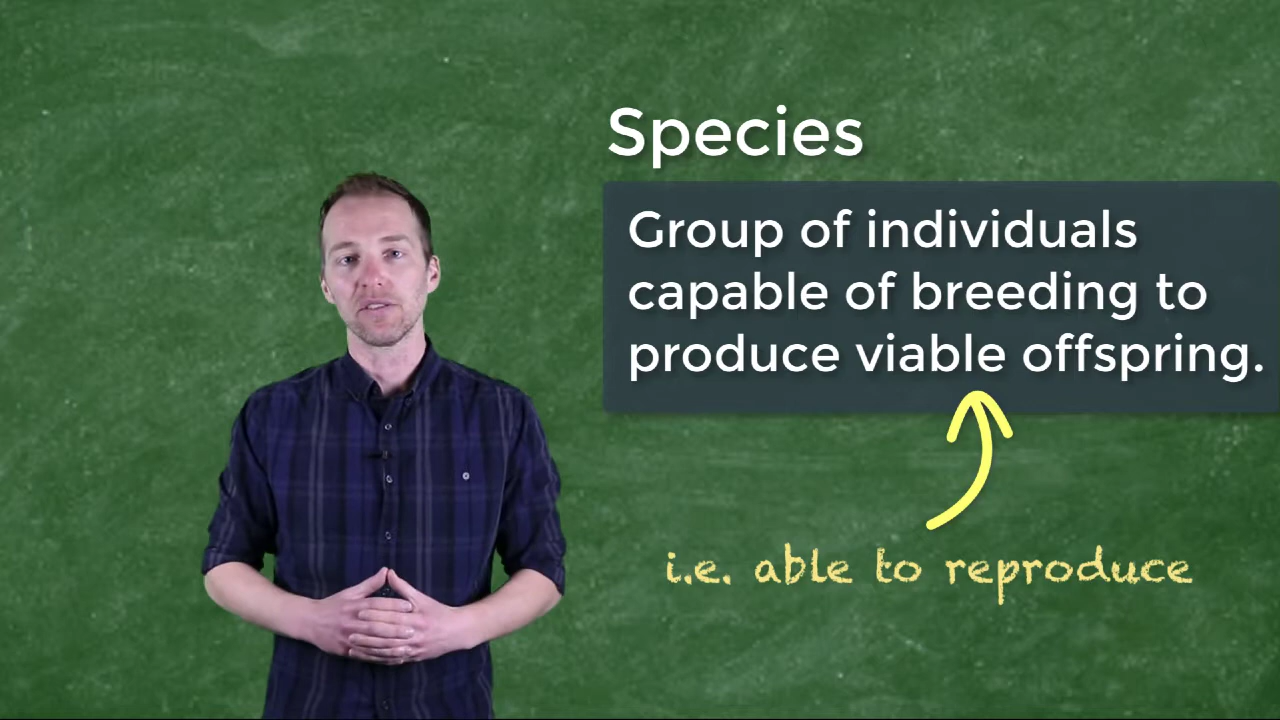 Species
Group of individuals
capable of breeding to
produce viable offspring.
i.e. able to reproduce